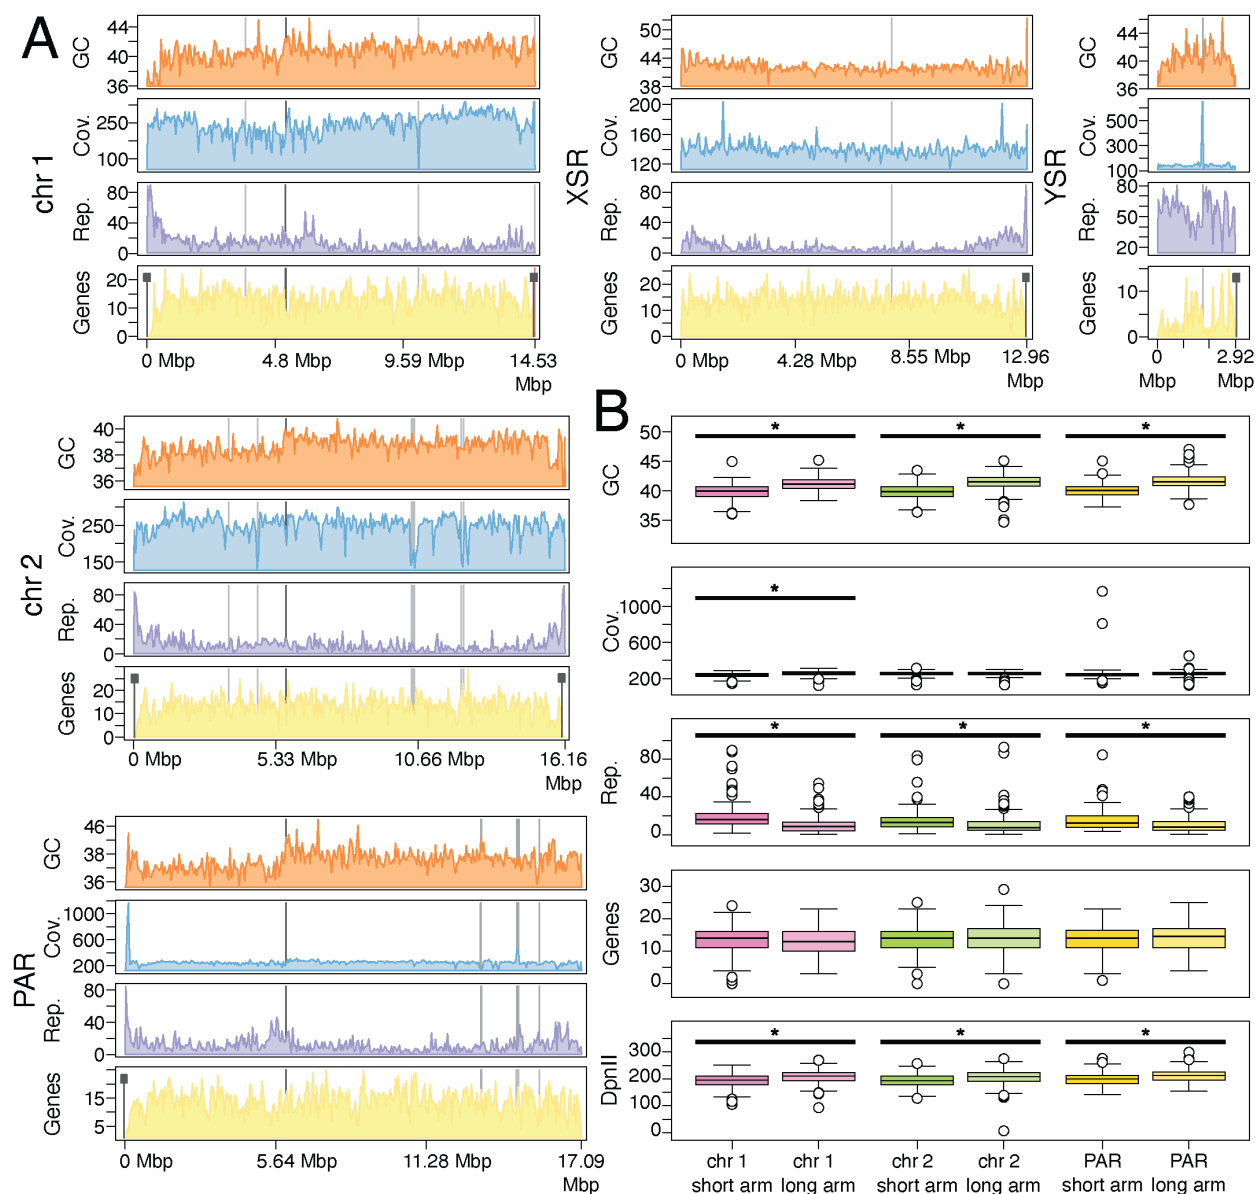 A
chr 1
GC
44
40
36
Cov.
250
100
Rep.
80
40
0
Genes
20
10
0
0 Mbp
4.8 Mbp
9.59 Mbp
14.53
Mbp
XSR
GC
50
44
38
Cov.
200
160
120
Rep.
80
40
0
Genes
20
10
0
0 Mbp
4.28 Mbp
8.55 Mbp
12.96
Mbp
YSR
GC
44
40
36
Cov.
500
300
100
Rep.
80
50
20
Genes
10
0
0
Mbp
2.92
Mbp
chr 2
GC
40
38
36
Cov.
250
150
Rep.
80
40
0
Genes
20
10
0
0 Mbp
5.33 Mbp
10.66 Mbp
16.16
Mbp
PAR
GC
46
38
36
Cov.
1000
600
200
Rep.
80
40
0
Genes
15
5
0 Mbp
5.64 Mbp
11.28 Mbp
17.09
Mbp
B
GC
50
45
40
35
* * *
Cov.
1000
600
200
*
Rep.
80
40
0
* * *
Genes
30
20
10
0
DpnII
300
200
100
0
* * *
chr 1
short arm
chr 1
long arm
chr 2
short arm
chr 2
long arm
PAR
short arm
PAR
long arm